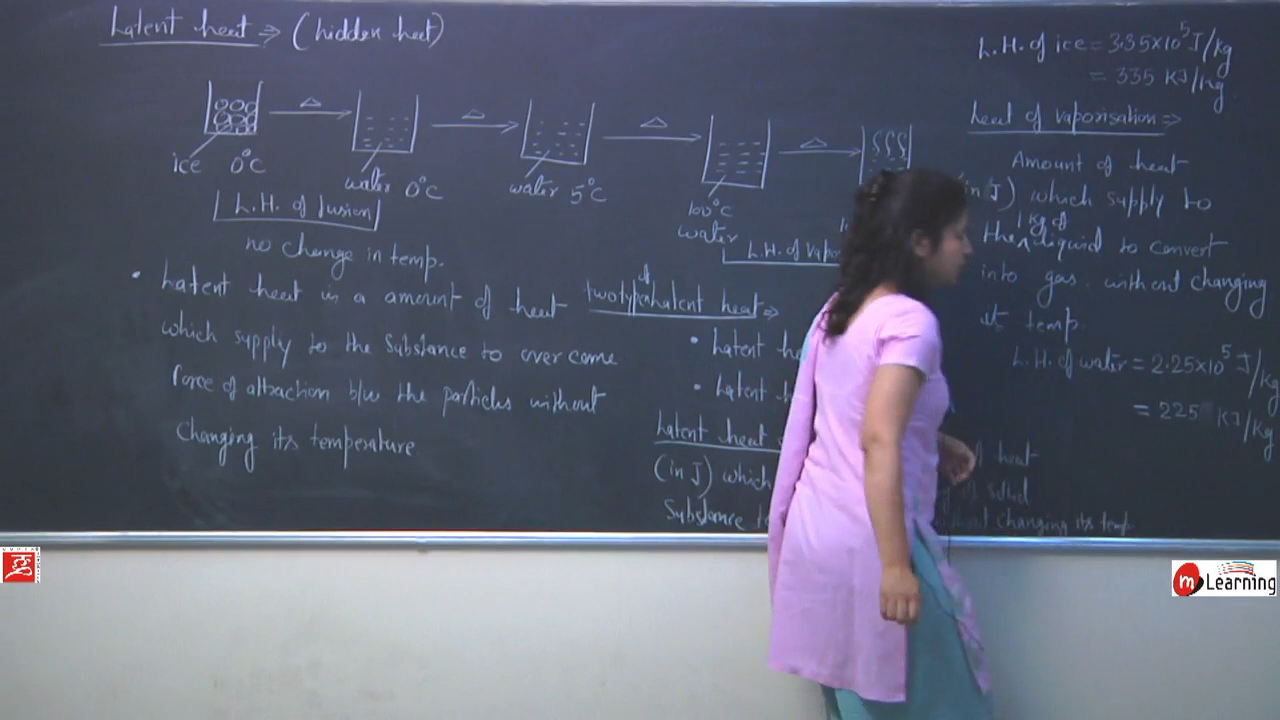 Latent heat ⇒ (hidden heat)
△ △ △ △
ice 0°C
water 0°C
water 5°C
100°C
water
L.H. of fusion
L.H. of vapo
no change in temp.
• Latent heat is a amount of heat
which supply to the substance to over come
force of attraction b/w the particles without
changing its temperature
two types of Latent heat ⇒
• Latent
• Latent
Latent heat
(in J) which heat
Substance changing its temp.
L.H. of ice = 3.35×10⁵ J/kg
= 335 KJ/kg
heat of vaporisation ⇒
Amount of heat
(in J) which supply to
the 1 kg of liquid to convert
into gas. without changing
its temp.
L.H. of water = 2.25×10⁵ J/kg
= 225 KJ/kg
m Learning